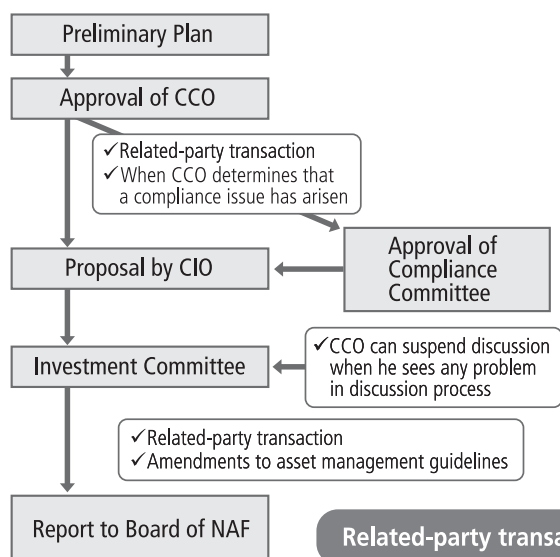 Preliminary Plan
Approval of CCO
✓Related-party transaction
✓When CCO determines that
a compliance issue has arisen
Proposal by CIO
Approval of
Compliance
Committee
Investment Committee
✓CCO can suspend discussion
when he sees any problem
in discussion process
✓Related-party transaction
✓Amendments to asset management guidelines
Report to Board of NAF
Related-party